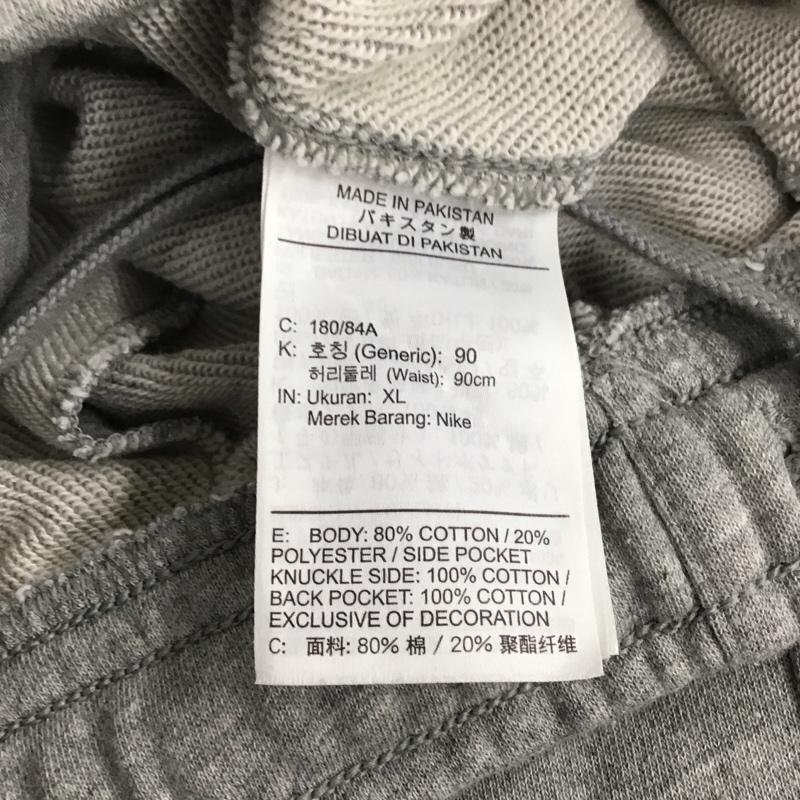 MADE IN PAKISTAN
パキスタン製
DIBUAT DI PAKISTAN
C: 180/84A
K: 호칭 (Generic): 90
허리둘레 (Waist): 90cm
IN: Ukuran: XL
Merek Barang: Nike
E: BODY: 80% COTTON / 20%
POLYESTER / SIDE POCKET
KNUCKLE SIDE: 100% COTTON /
BACK POCKET: 100% COTTON /
EXCLUSIVE OF DECORATION
C: 面料: 80% 棉 / 20% 聚酯纤维